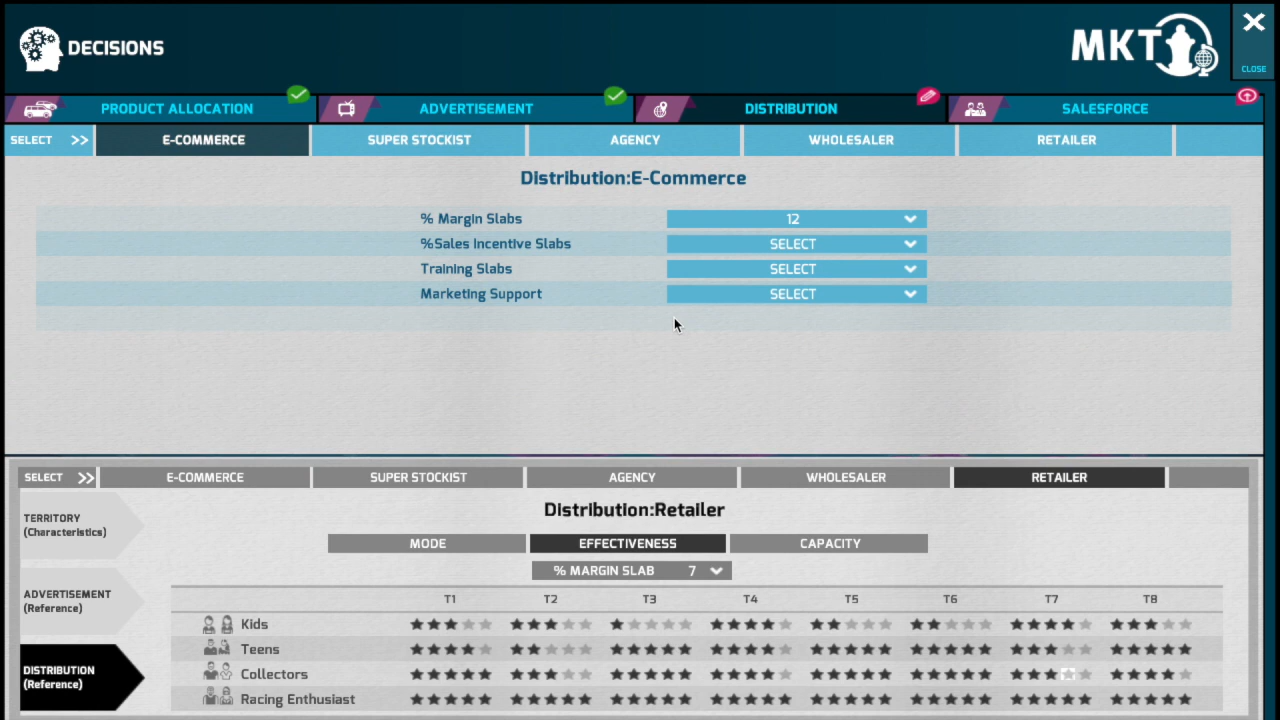 DECISIONS
MKT
CLOSE
PRODUCT ALLOCATION ADVERTISEMENT DISTRIBUTION SALESFORCE
SELECT >> E-COMMERCE SUPER STOCKIST AGENCY WHOLESALER RETAILER
Distribution:E-Commerce
% Margin Slabs 12
%Sales Incentive Slabs SELECT
Training Slabs SELECT
Marketing Support SELECT
SELECT >> E-COMMERCE SUPER STOCKIST AGENCY WHOLESALER RETAILER
Distribution:Retailer
TERRITORY
(Characteristics)
MODE EFFECTIVENESS CAPACITY
% MARGIN SLAB 7
ADVERTISEMENT
(Reference)
T1 T2 T3 T4 T5 T6 T7 T8
Kids
Teens
DISTRIBUTION
(Reference)
Collectors
Racing Enthusiast